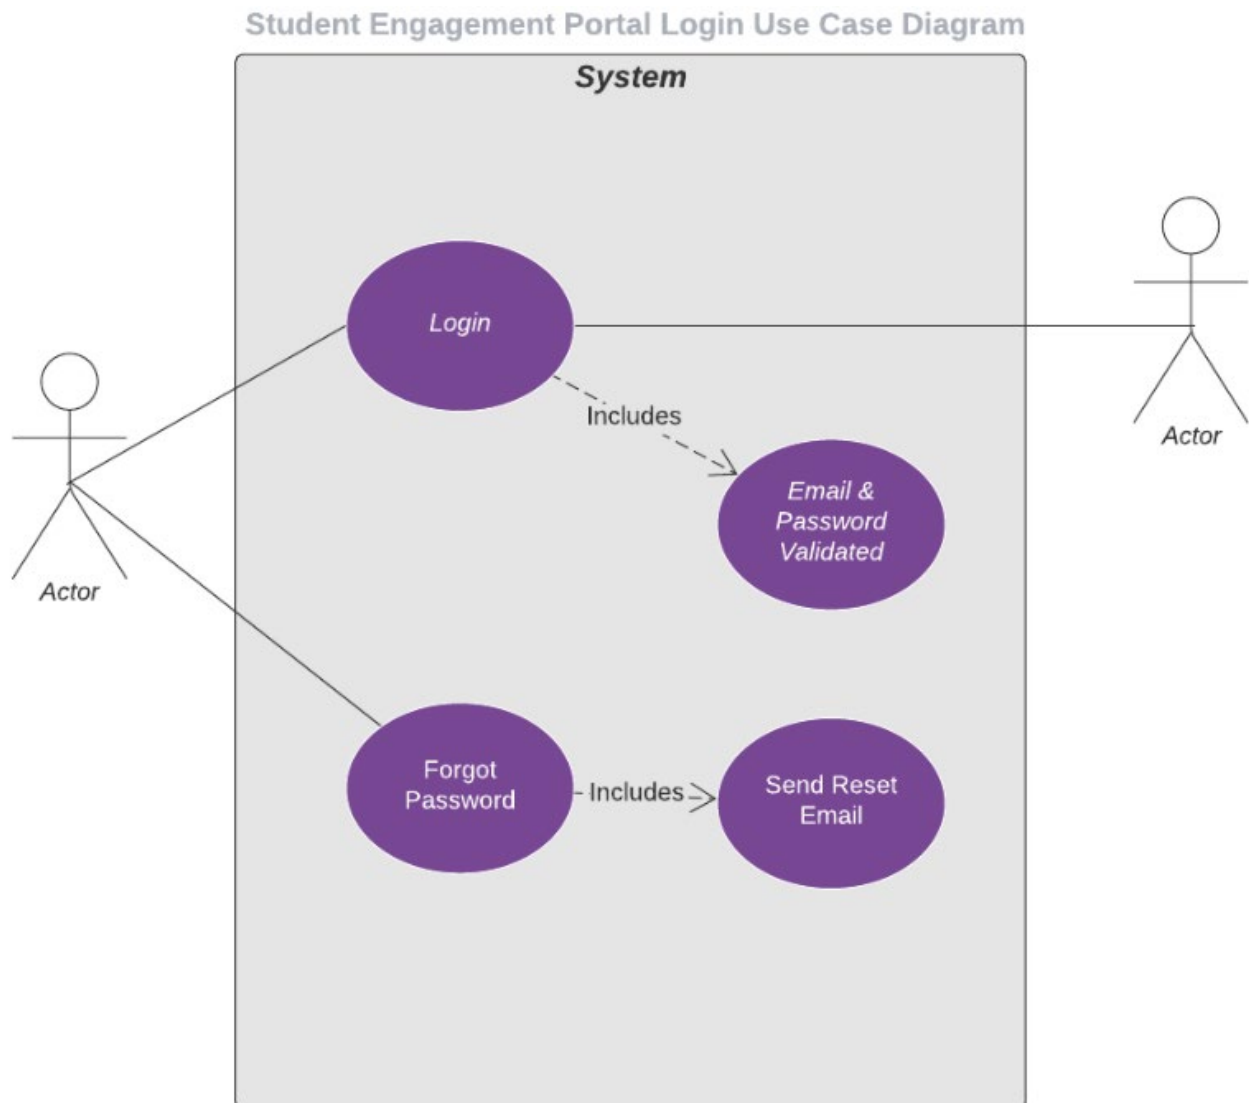 Student Engagement Portal Login Use Case Diagram
System
Login
Includes
Actor
Email &
Password
Validated
Actor
Forgot
Password
Includes
Send Reset
Email